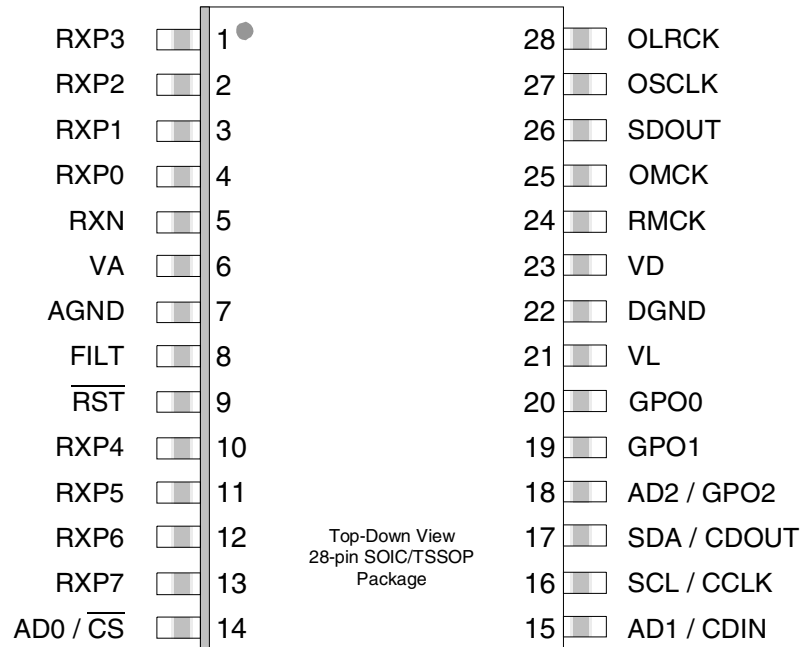 RXP3 1 28 OLRCK
RXP2 2 27 OSCLK
RXP1 3 26 SDOUT
RXP0 4 25 OMCK
RXN 5 24 RMCK
VA 6 23 VD
AGND 7 22 DGND
FILT 8 21 VL
RST 9 20 GPO0
RXP4 10 19 GPO1
RXP5 11 18 AD2 / GPO2
RXP6 12 17 SDA / CDOUT
RXP7 13 16 SCL / CCLK
AD0 / CS 14 15 AD1 / CDIN
Top-Down View
28-pin SOIC/TSSOP
Package